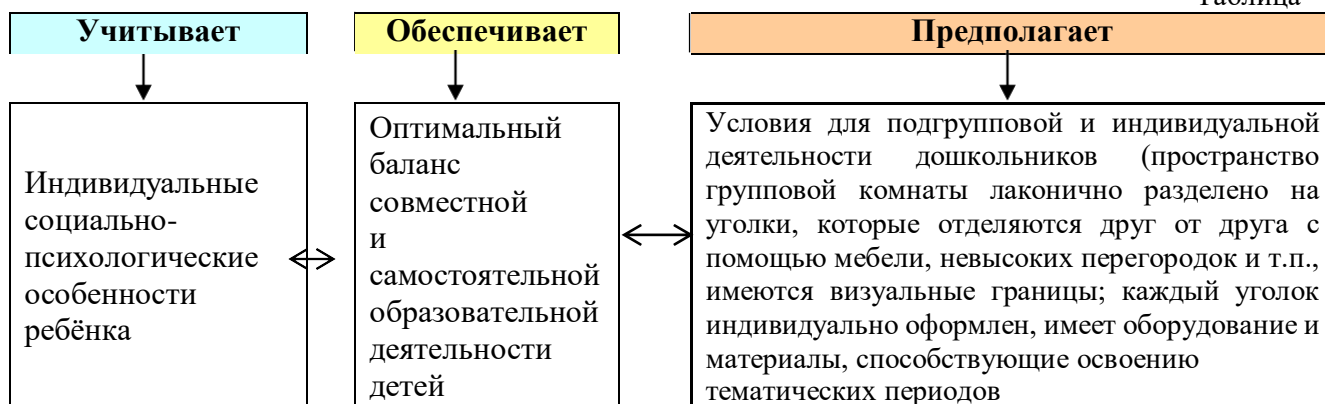 Таблица
Учитывает
Обеспечивает
Предполагает
Индивидуальные
социально-
психологические
особенности
ребёнка
Оптимальный
баланс
совместной
и
самостоятельной
образовательной
деятельности
детей
Условия для подгрупповой и индивидуальной
деятельности дошкольников (пространство
групповой комнаты лаконично разделено на
уголки, которые отделяются друг от друга с
помощью мебели, невысоких перегородок и т.п.,
имеются визуальные границы; каждый уголок
индивидуально оформлен, имеет оборудование и
материалы, способствующие освоению
тематических периодов